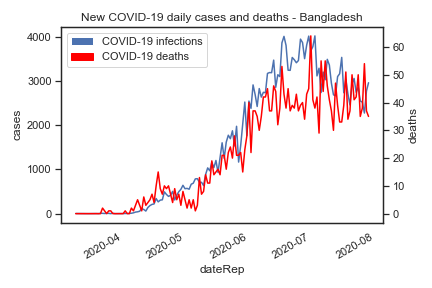 New COVID-19 daily cases and deaths - Bangladesh
COVID-19 infections
COVID-19 deaths
4000
3000
2000
1000
0
cases
60
50
40
30
20
10
0
deaths
2020-04
2020-05
2020-06
2020-07
2020-08
dateRep